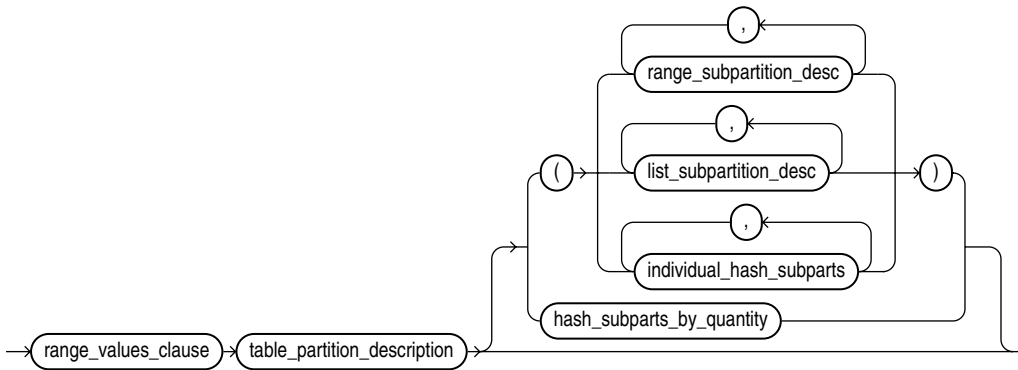 ,
range_subpartition_desc
,
( list_subpartition_desc )
,
individual_hash_subparts
hash_subparts_by_quantity
range_values_clause table_partition_description